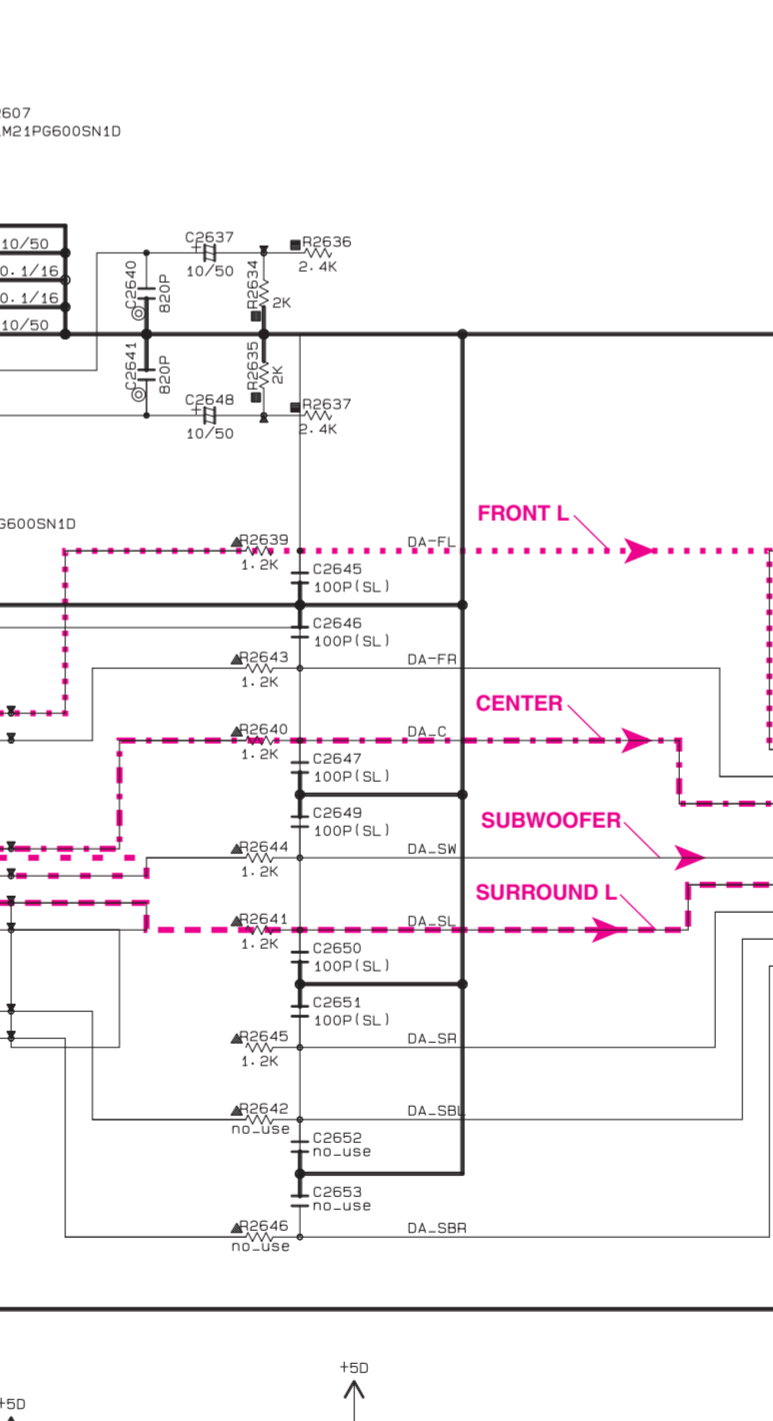 2607
LM21PG600SN1D
10/50
0.1/16
0.1/16
10/50
C2637
10/50
C2640
820P
R2634
2K
R2636
2.4K
C2641
820P
R2635
2K
C2648
10/50
R2637
2.4K
G600SN1D
FRONT L
R2639
1.2K
DA-FL
C2645
100P(SL)
C2646
100P(SL)
R2643
1.2K
DA-FR
CENTER
R2640
1.2K
DA_C
C2647
100P(SL)
C2649
100P(SL)
SUBWOOFER
R2644
1.2K
DA_SW
SURROUND L
R2641
1.2K
DA_SL
C2650
100P(SL)
C2651
100P(SL)
R2645
1.2K
DA_SR
R2642
no_use
DA_SBL
C2652
no_use
C2653
no_use
R2646
no_use
DA_SBR
+5D
+5D